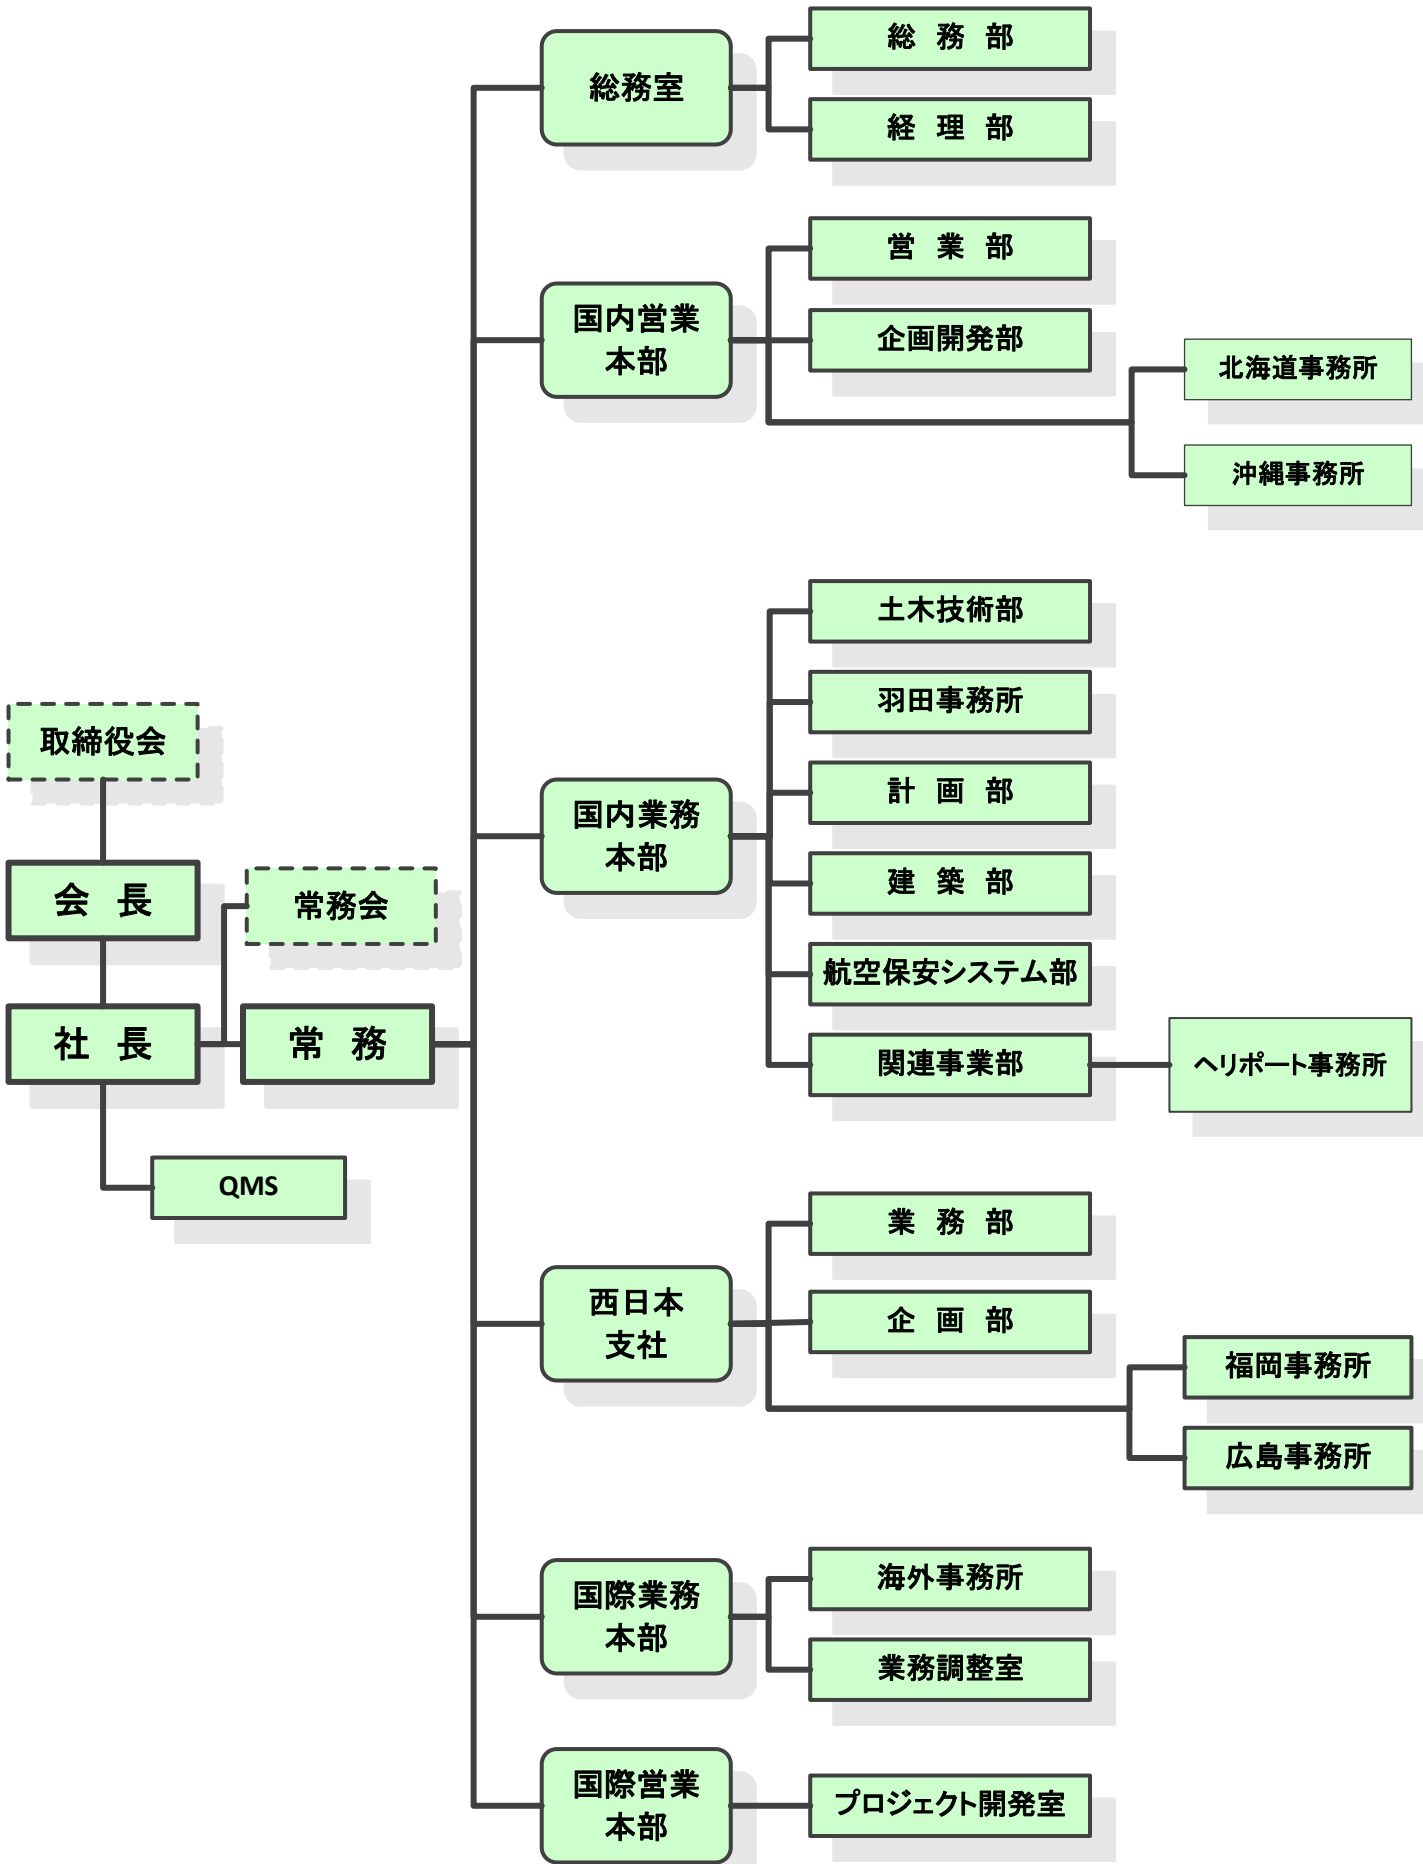 取締役会
会　長
社　長
常務会
常　務
QMS
総務室
総　務　部
経　理　部
国内営業
本部
営　業　部
企画開発部
北海道事務所
沖縄事務所
国内業務
本部
土木技術部
羽田事務所
計　画　部
建　築　部
航空保安システム部
関連事業部
ヘリポート事務所
西日本
支社
業　務　部
企　画　部
福岡事務所
広島事務所
国際業務
本部
海外事務所
業務調整室
国際営業
本部
プロジェクト開発室